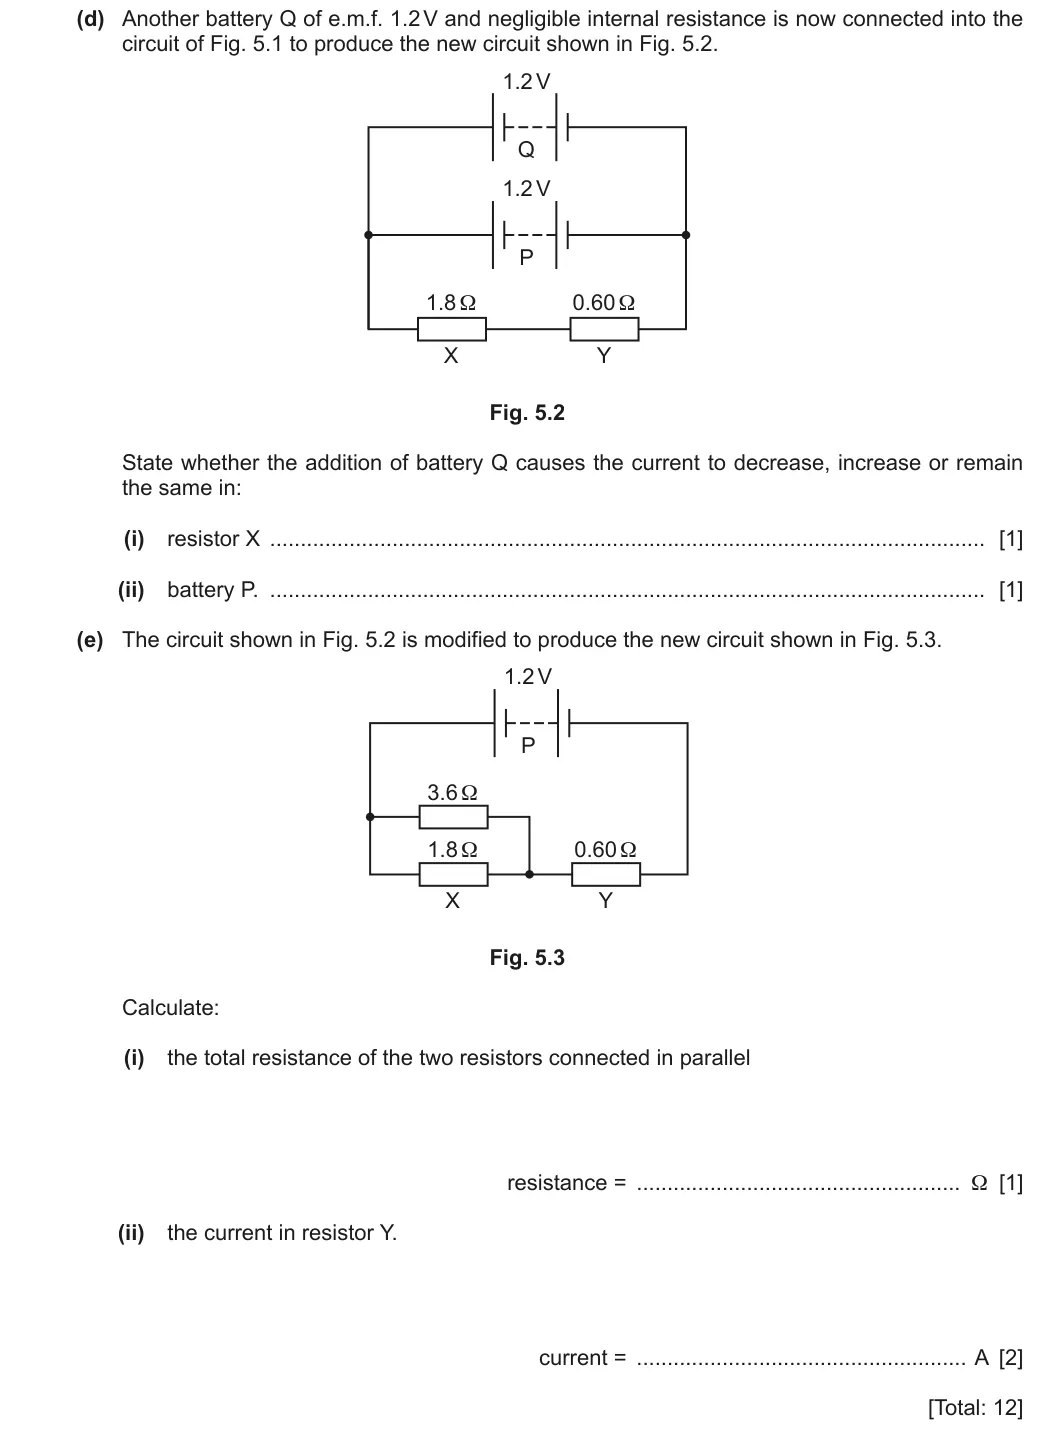 (d) Another battery Q of e.m.f. 1.2 V and negligible internal resistance is now connected into the
circuit of Fig. 5.1 to produce the new circuit shown in Fig. 5.2.
1.2 V
Q
1.2 V
P
1.8 Ω 0.60 Ω
X Y
Fig. 5.2
State whether the addition of battery Q causes the current to decrease, increase or remain
the same in:
(i) resistor X ..................................................................................................................... [1]
(ii) battery P. ..................................................................................................................... [1]
(e) The circuit shown in Fig. 5.2 is modified to produce the new circuit shown in Fig. 5.3.
1.2 V
P
3.6 Ω
1.8 Ω 0.60 Ω
X Y
Fig. 5.3
Calculate:
(i) the total resistance of the two resistors connected in parallel
resistance = ..................................................... Ω [1]
(ii) the current in resistor Y.
current = ...................................................... A [2]
[Total: 12]